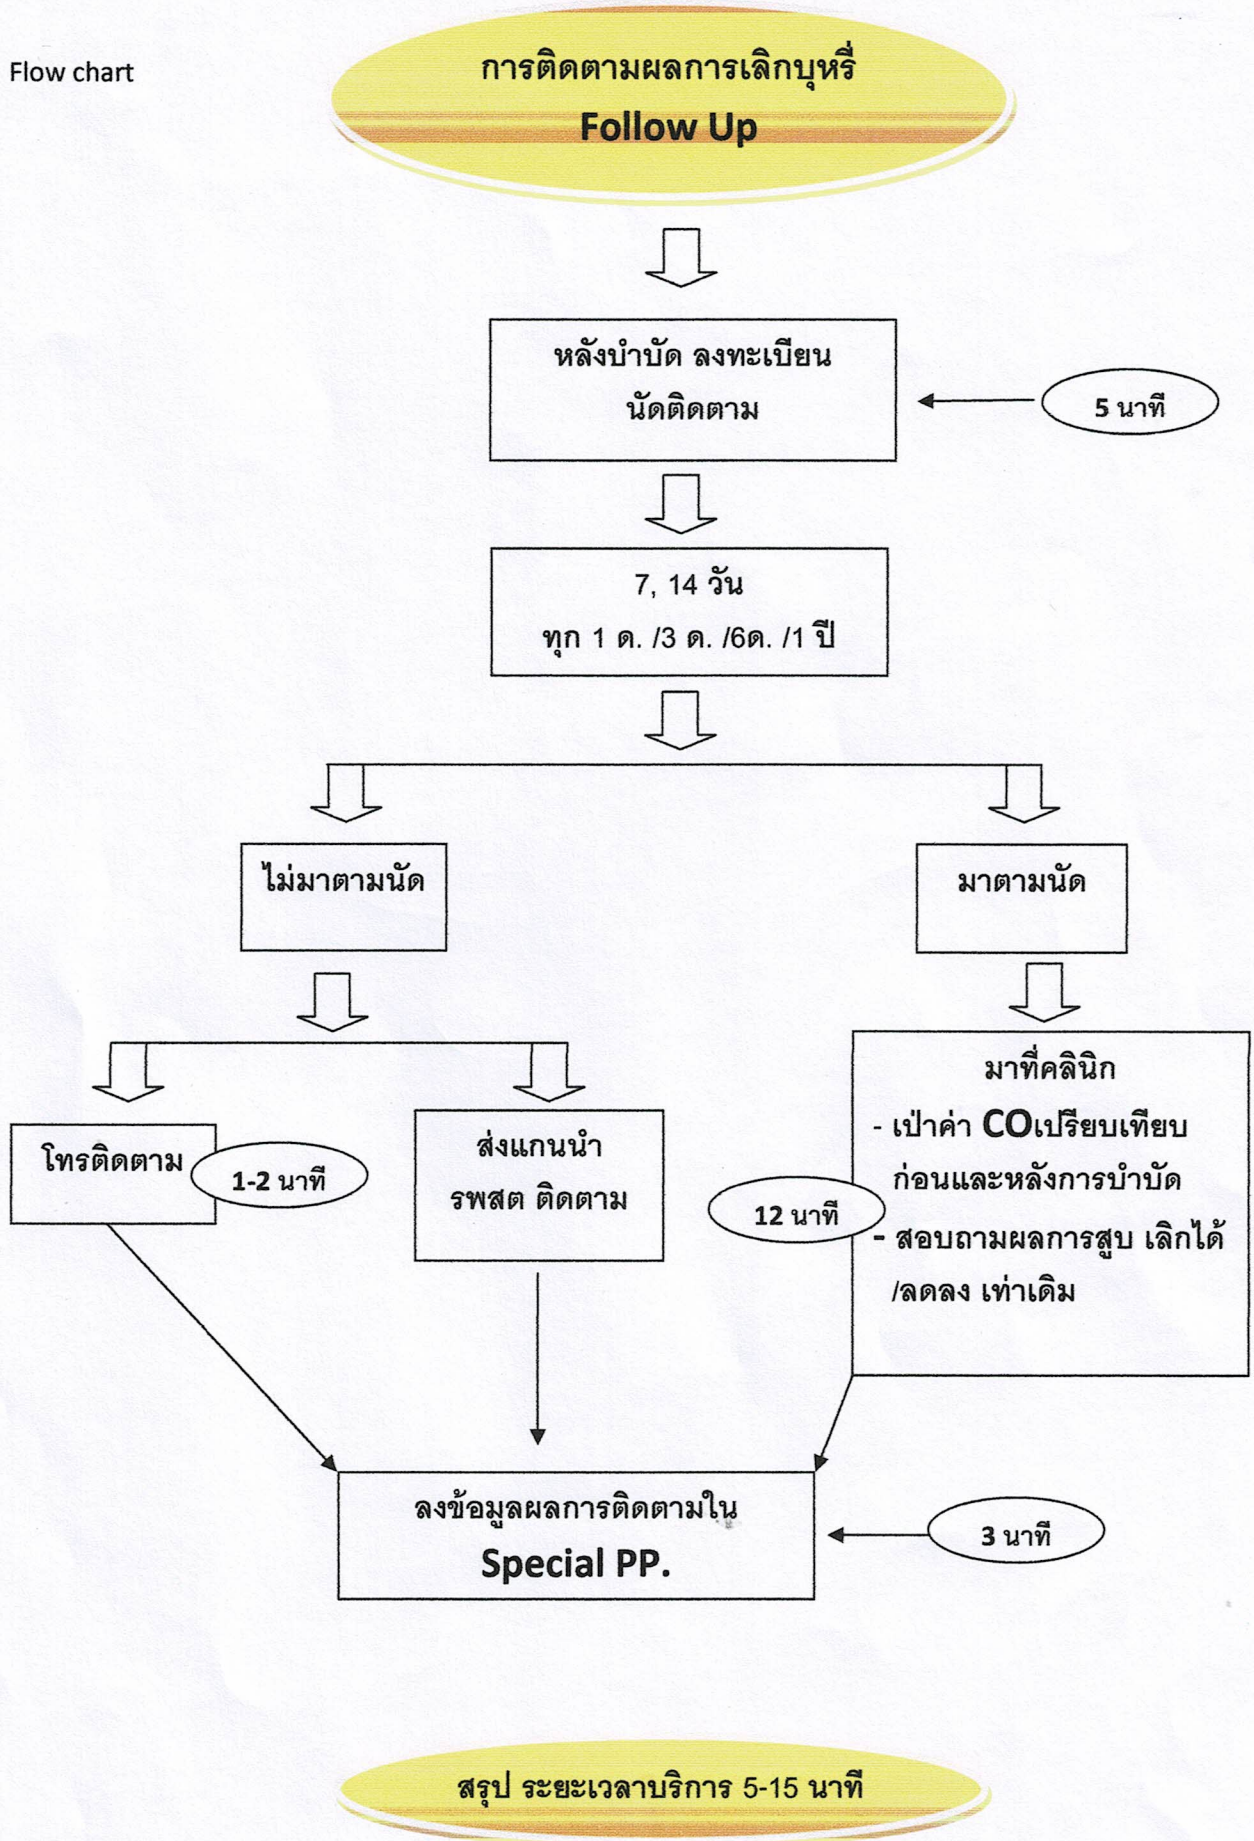 Flow chart
การติดตามผลการเลิกบุหรี่
Follow Up
หลังบำบัด ลงทะเบียน
นัดติดตาม
5 นาที
7, 14 วัน
ทุก 1 ด. /3 ด. /6ด. /1 ปี
ไม่มาตามนัด
มาตามนัด
โทรติดตาม
1-2 นาที
ส่งแกนนำ
รพสต ติดตาม
มาที่คลินิก
- เป่าค่า COเปรียบเทียบ
ก่อนและหลังการบำบัด
12 นาที
- สอบถามผลการสูบ เลิกได้
/ลดลง เท่าเดิม
ลงข้อมูลผลการติดตามใน
Special PP.
3 นาที
สรุป ระยะเวลาบริการ 5-15 นาที